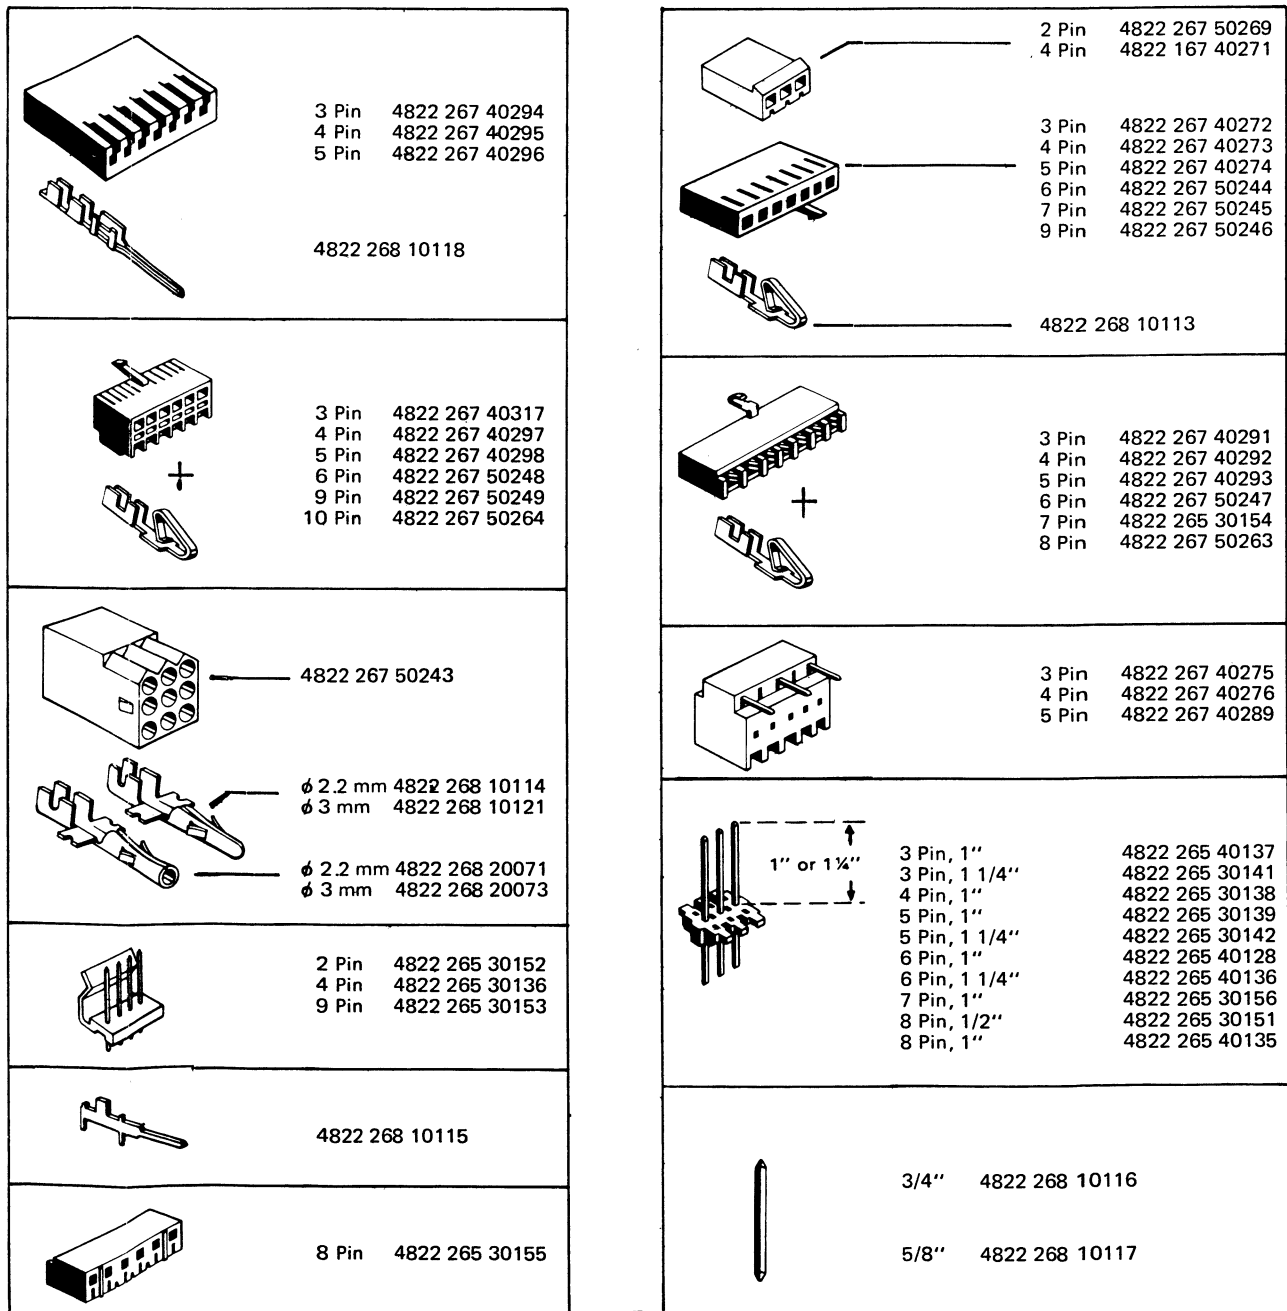 3 Pin 4822 267 40294
4 Pin 4822 267 40295
5 Pin 4822 267 40296
4822 268 10118
3 Pin 4822 267 40317
4 Pin 4822 267 40297
5 Pin 4822 267 40298
6 Pin 4822 267 50248
9 Pin 4822 267 50249
10 Pin 4822 267 50264
4822 267 50243
ϕ 2.2 mm 4822 268 10114
ϕ 3 mm 4822 268 10121
ϕ 2.2 mm 4822 268 20071
ϕ 3 mm 4822 268 20073
2 Pin 4822 265 30152
4 Pin 4822 265 30136
9 Pin 4822 265 30153
4822 268 10115
8 Pin 4822 265 30155
2 Pin 4822 267 50269
4 Pin 4822 167 40271
3 Pin 4822 267 40272
4 Pin 4822 267 40273
5 Pin 4822 267 40274
6 Pin 4822 267 50244
7 Pin 4822 267 50245
9 Pin 4822 267 50246
4822 268 10113
3 Pin 4822 267 40291
4 Pin 4822 267 40292
5 Pin 4822 267 40293
6 Pin 4822 267 50247
7 Pin 4822 265 30154
8 Pin 4822 267 50263
3 Pin 4822 267 40275
4 Pin 4822 267 40276
5 Pin 4822 267 40289
1" or 1¼"
3 Pin, 1" 4822 265 40137
3 Pin, 1 1/4" 4822 265 30141
4 Pin, 1" 4822 265 30138
5 Pin, 1" 4822 265 30139
5 Pin, 1 1/4" 4822 265 30142
6 Pin, 1" 4822 265 40128
6 Pin, 1 1/4" 4822 265 40136
7 Pin, 1" 4822 265 30156
8 Pin, 1/2" 4822 265 30151
8 Pin, 1" 4822 265 40135
3/4" 4822 268 10116
5/8" 4822 268 10117